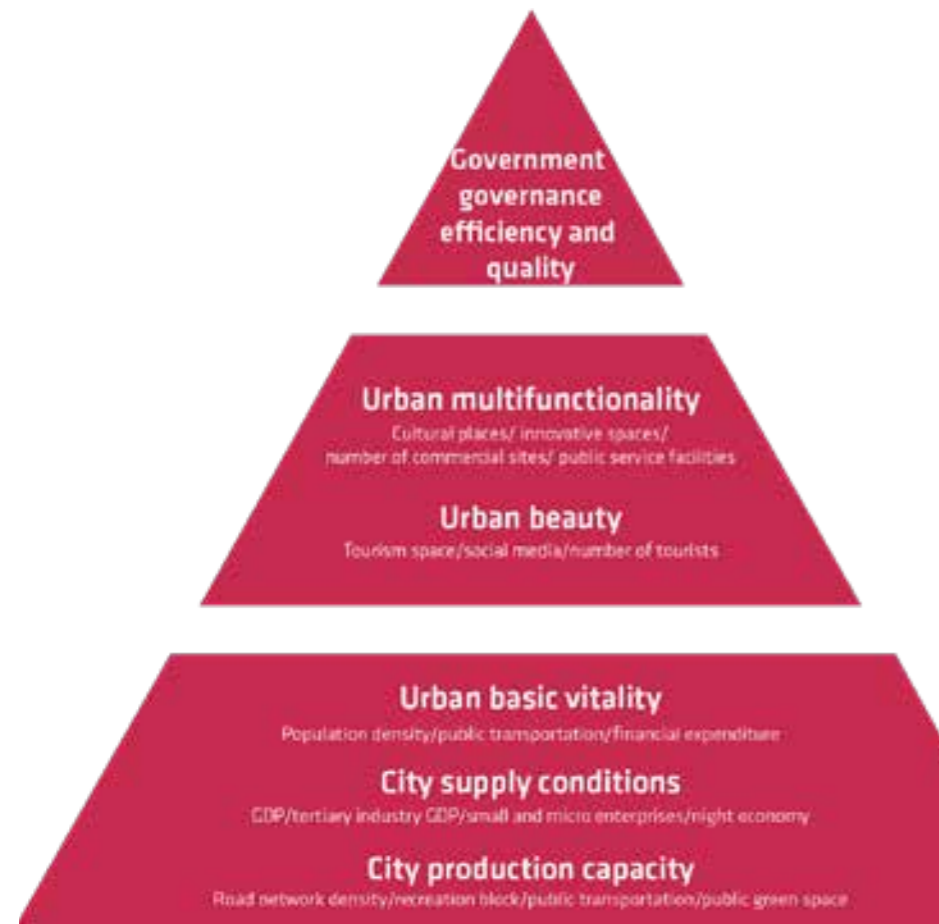 Government
governance
efficiency and
quality
Urban multifunctionality
Cultural places/ innovative spaces/
number of commercial sites/ public service facilities
Urban beauty
Tourism space/social media/number of tourists
Urban basic vitality
Population density/public transportation/financial expenditure
City supply conditions
GDP/tertiary industry GDP/small and micro enterprises/night economy
City production capacity
Road network density/recreation block/public transportation/public green space